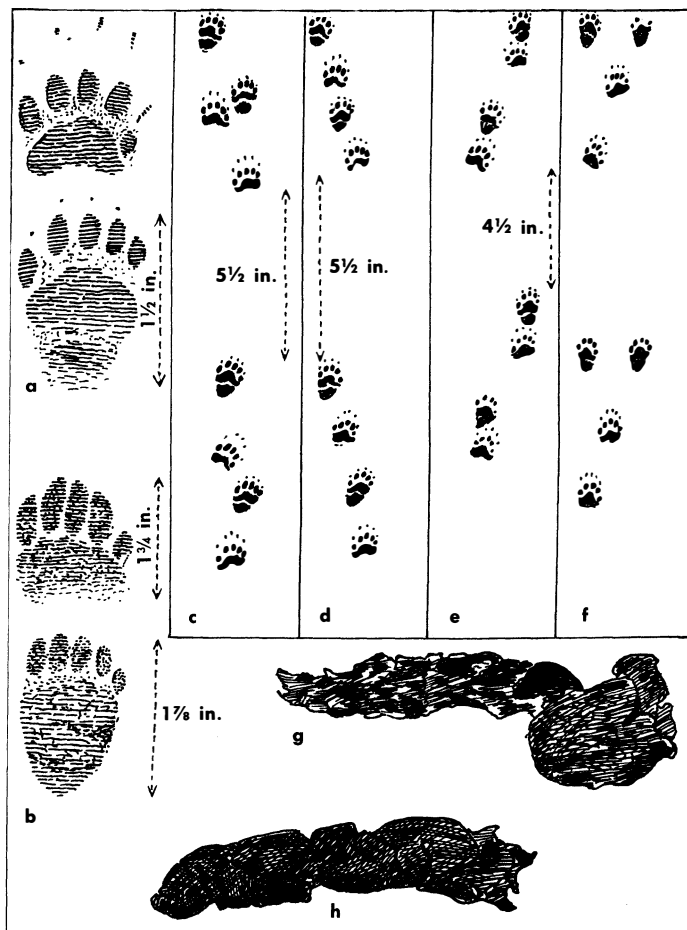 1½ in.
a
1¾ in.
1⅞ in.
b
5½ in.
c
5½ in.
d
4½ in.
e
f
g
h